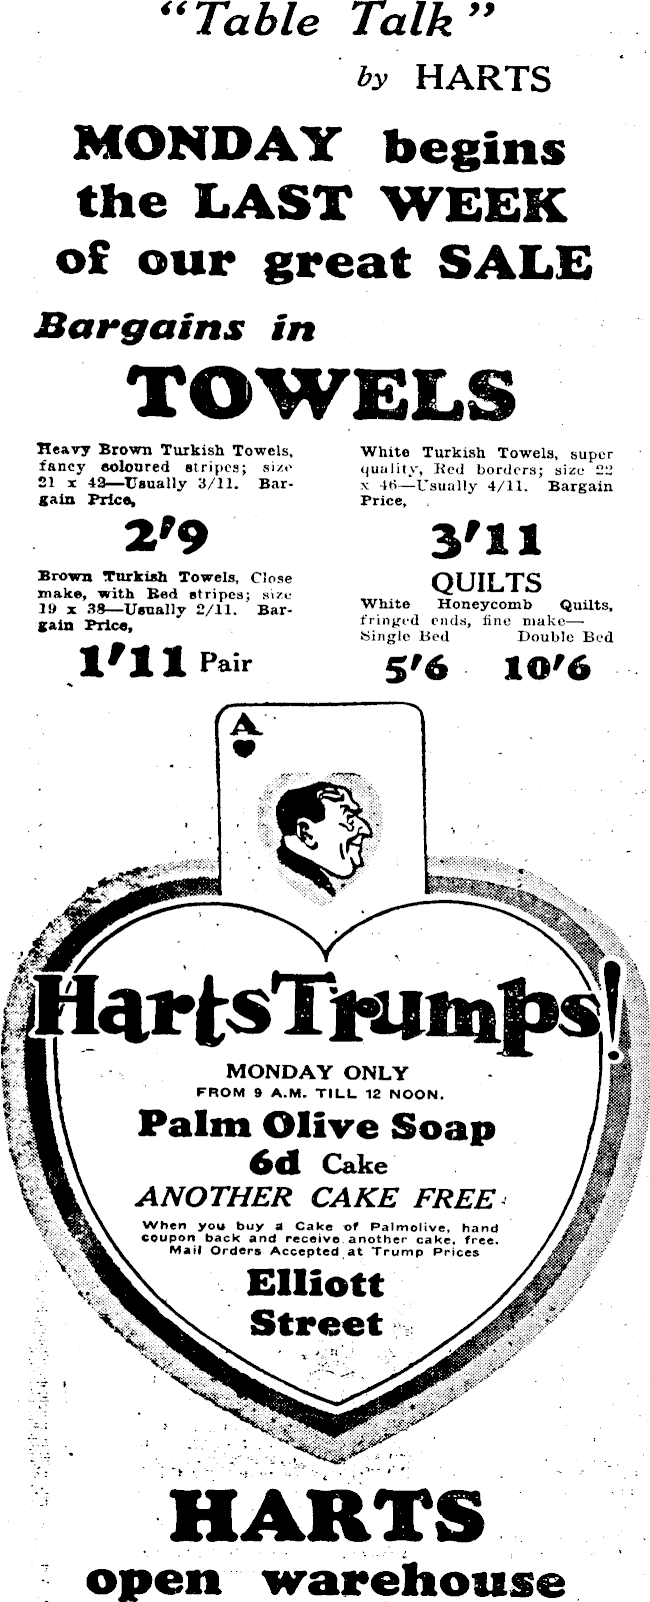 “Table Talk”
by HARTS
MONDAY begins
the LAST WEEK
of our great SALE
Bargains in
TOWELS
Heavy Brown Turkish Towels,
fancy coloured stripes; size
21 x 42—Usually 3/11. Bar-
gain Price,
2'9
Brown Turkish Towels, Close
make, with Red stripes; size
19 x 38—Usually 2/11. Bar-
gain Price,
1'11 Pair
White Turkish Towels, super
quality, Red borders; size 22
x 46—Usually 4/11. Bargain
Price,
3'11
QUILTS
White Honeycomb Quilts,
fringed ends, fine make—
Single Bed Double Bed
5'6 10'6
A
Harts Trumps!
MONDAY ONLY
FROM 9 A.M. TILL 12 NOON.
Palm Olive Soap
6d Cake
ANOTHER CAKE FREE
When you buy a Cake of Palmolive, hand
coupon back and receive another cake, free.
Mail Orders Accepted at Trump Prices
Elliott
Street
HARTS
open warehouse